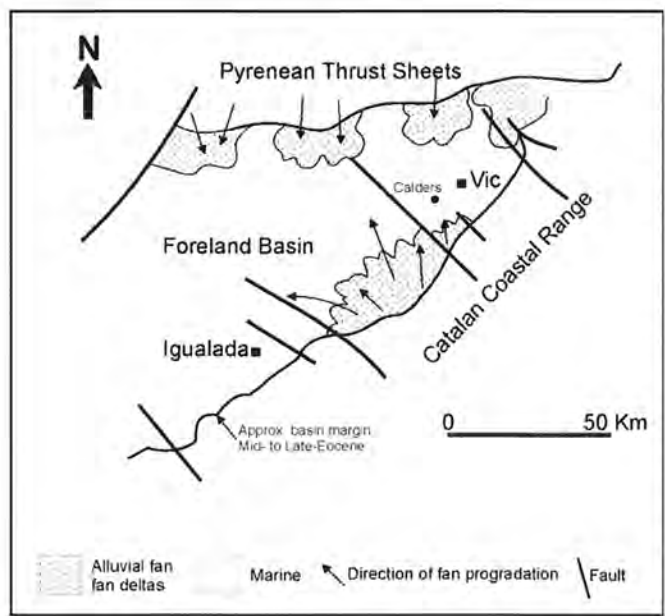 N
Pyrenean Thrust Sheets
Calders
Vic
Foreland Basin
Catalan Coastal Range
Igualada
0 50 Km
Approx. basin margin
Mid- to Late-Eocene
Alluvial fan
fan deltas
Marine
Direction of fan progradation
Fault